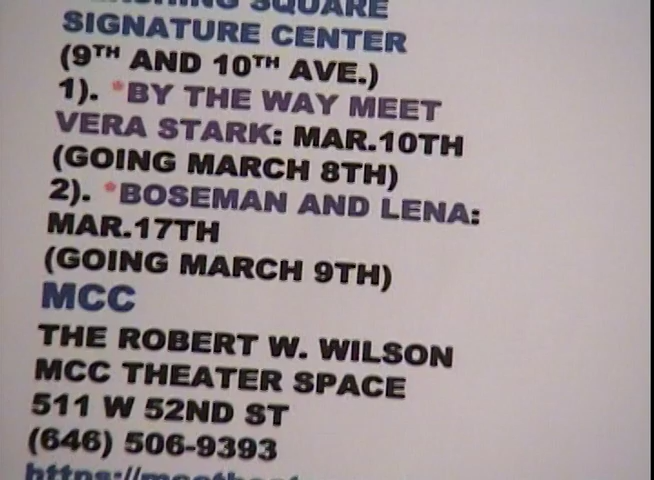 SQUARE
SIGNATURE CENTER
(9TH AND 10TH AVE.)
1). *BY THE WAY MEET
VERA STARK: MAR.10TH
(GOING MARCH 8TH)
2). *BOSEMAN AND LENA:
MAR.17TH
(GOING MARCH 9TH)
MCC
THE ROBERT W. WILSON
MCC THEATER SPACE
511 W 52ND ST
(646) 506-9393